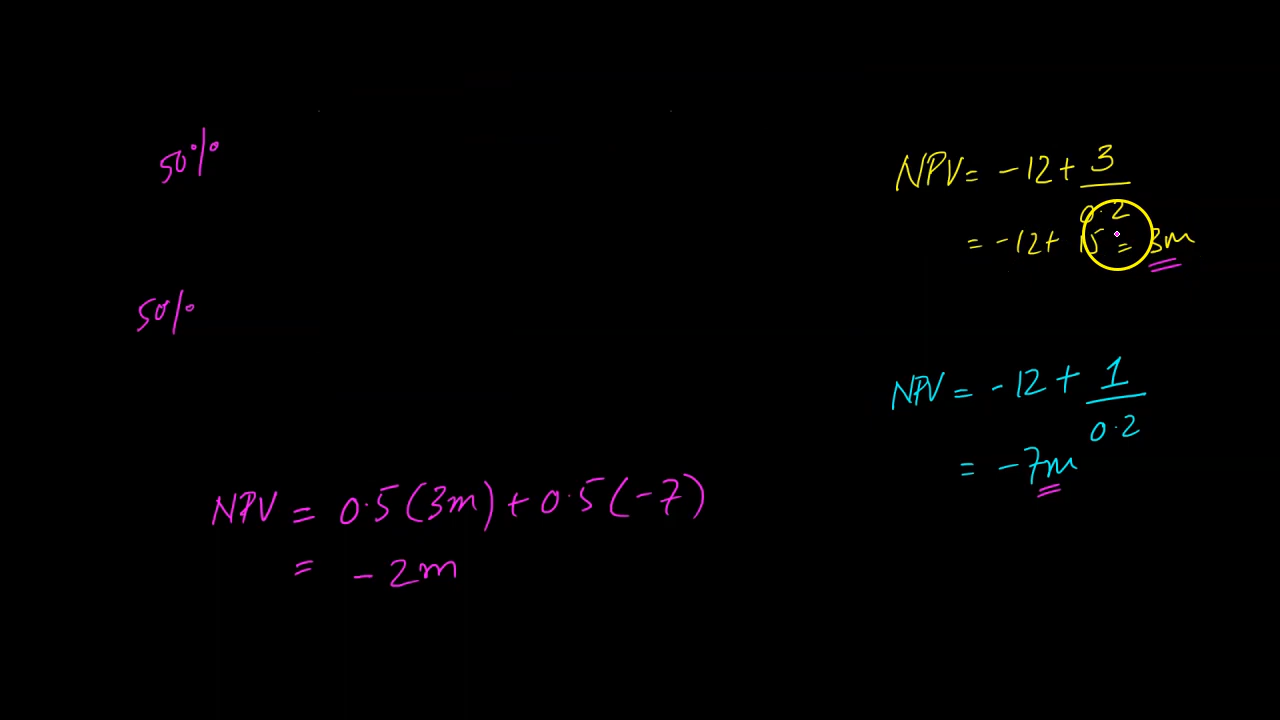 50%
NPV = -12 + 3/0.2
= -12 + 15 = 3m
50%
NPV = -12 + 1/0.2
= -7m
NPV = 0.5(3m) + 0.5(-7)
= -2m